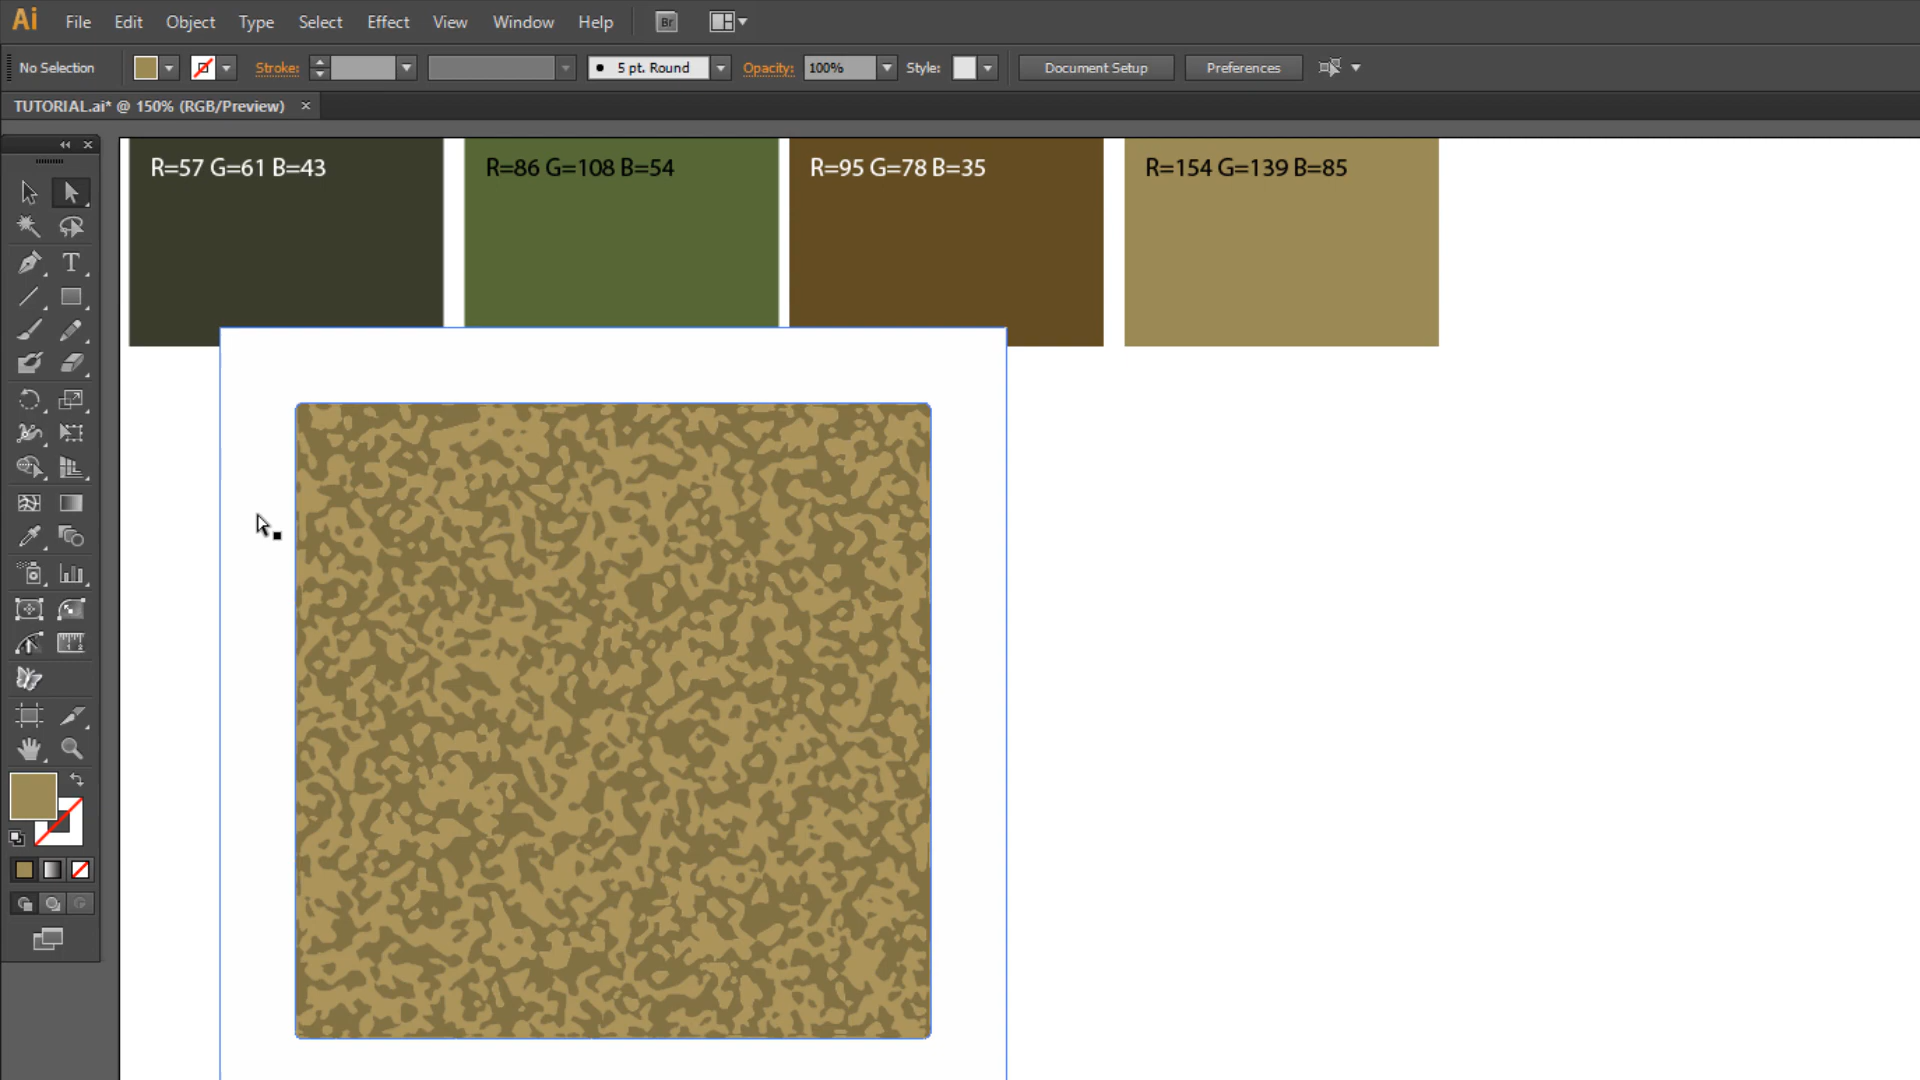 Ai File Edit Object Type Select Effect View Window Help Br
No Selection Stroke: 5 pt. Round Opacity: 100% Style: Document Setup Preferences
TUTORIAL.ai* @ 150% (RGB/Preview) ×
R=57 G=61 B=43
R=86 G=108 B=54
R=95 G=78 B=35
R=154 G=139 B=85
T